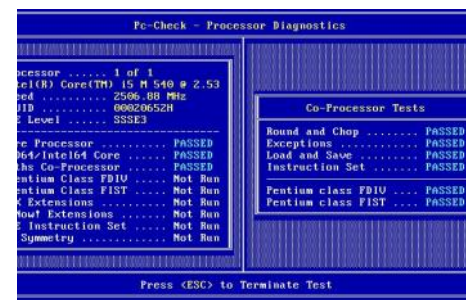 Pc-Check - Processor Diagnostics
ocessor ...... 1 of 1
tel(R) Core(TM) i5 M 540 @ 2.53
eed .......... 2506.88 MHz
UID .......... 00020652H
E Level ...... SSSE3
re Processor .......... PASSED
D64/Intel64 Core ...... PASSED
ths Co-Processor ...... PASSED
entium Class FDIV ..... Not Run
entium Class FIST ..... Not Run
X Extensions .......... Not Run
Now! Extensions ....... Not Run
E Instruction Set ..... Not Run
Symmetry ............. Not Run
Co-Processor Tests
Round and Chop ........ PASSED
Exceptions ............ PASSED
Load and Save ......... PASSED
Instruction Set ....... PASSED
Pentium class FDIV .... PASSED
Pentium class FIST .... PASSED
Press <ESC> to Terminate Test